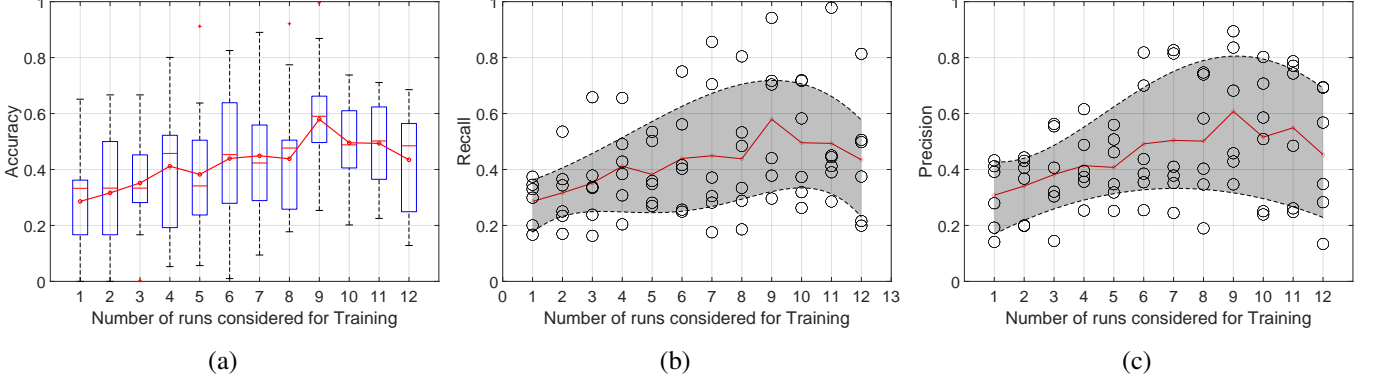 1
0.8
0.6
0.4
0.2
0
Accuracy
1 2 3 4 5 6 7 8 9 10 11 12
Number of runs considered for Training
(a)
1
0.8
0.6
0.4
0.2
0
Recall
0 1 2 3 4 5 6 7 8 9 10 11 12 13
Number of runs considered for Training
(b)
1
0.8
0.6
0.4
0.2
0
Precision
1 2 3 4 5 6 7 8 9 10 11 12
Number of runs considered for Training
(c)